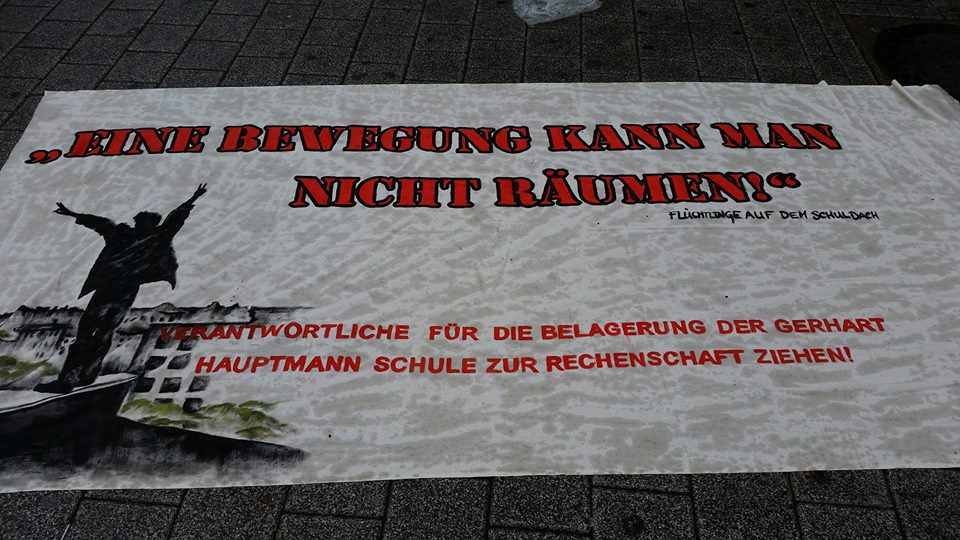 „EINE BEWEGUNG KANN MAN
NICHT RÄUMEN!“
FLÜCHTLINGE AUF DEM SCHULDACH
VERANTWORTLICHE FÜR DIE BELAGERUNG DER GERHART
HAUPTMANN SCHULE ZUR RECHENSCHAFT ZIEHEN!